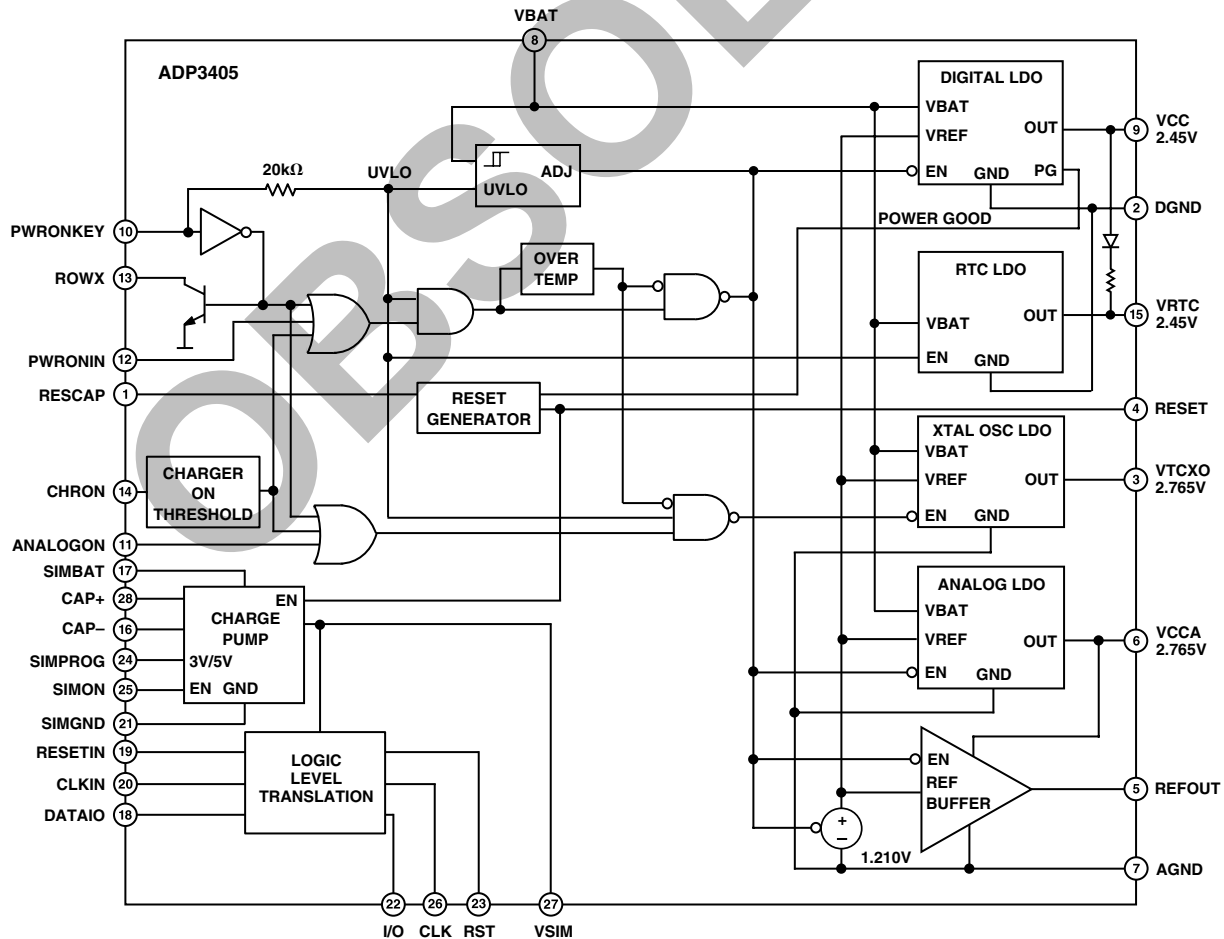 VBAT
8
ADP3405
DIGITAL LDO
VBAT
VREF
OUT
EN
GND
PG
9
VCC
2.45V
20kΩ
UVLO
ADJ
UVLO
POWER GOOD
2
DGND
PWRONKEY
10
ROWX
13
OVER
TEMP
RTC LDO
VBAT
OUT
EN
GND
15
VRTC
2.45V
PWRONIN
12
RESCAP
1
RESET
GENERATOR
4
RESET
XTAL OSC LDO
VBAT
VREF
OUT
EN
GND
3
VTCXO
2.765V
CHRON
14
CHARGER
ON
THRESHOLD
ANALOGON
11
SIMBAT
17
CAP+
28
CAP–
16
SIMPROG
24
SIMON
25
SIMGND
21
EN
CHARGE
PUMP
3V/5V
EN
GND
ANALOG LDO
VBAT
VREF
OUT
EN
GND
6
VCCA
2.765V
RESETIN
19
CLKIN
20
DATAIO
18
LOGIC
LEVEL
TRANSLATION
EN
REF
BUFFER
5
REFOUT
+
–
1.210V
7
AGND
22
26
23
27
I/O
CLK
RST
VSIM
OBSOL